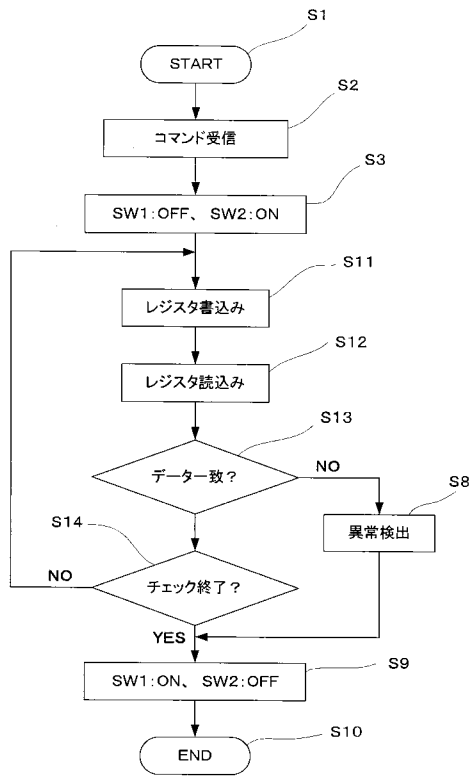 S1
START
S2
コマンド受信
S3
SW1:OFF、 SW2:ON
S11
レジスタ書込み
S12
レジスタ読込み
S13
データ一致?
NO
S8
異常検出
S14
チェック終了?
NO
YES
S9
SW1:ON、 SW2:OFF
S10
END